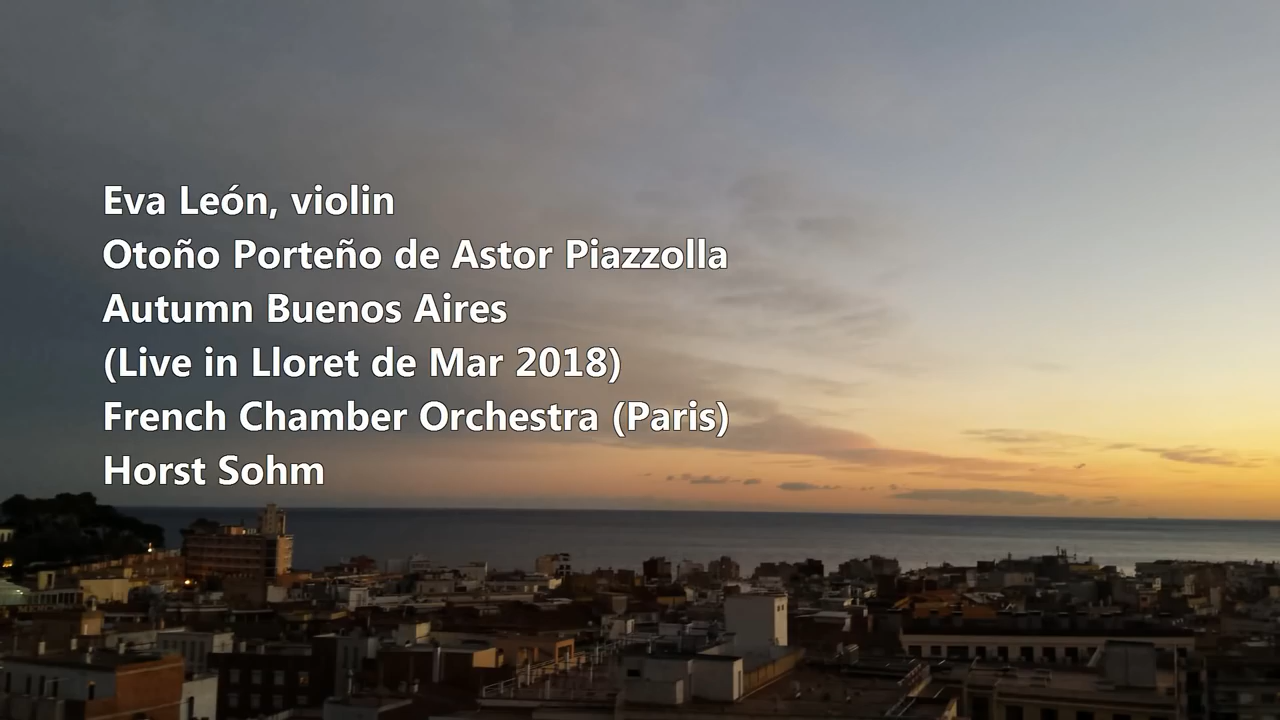 Eva León, violin
Otoño Porteño de Astor Piazzolla
Autumn Buenos Aires
(Live in Lloret de Mar 2018)
French Chamber Orchestra (Paris)
Horst Sohm